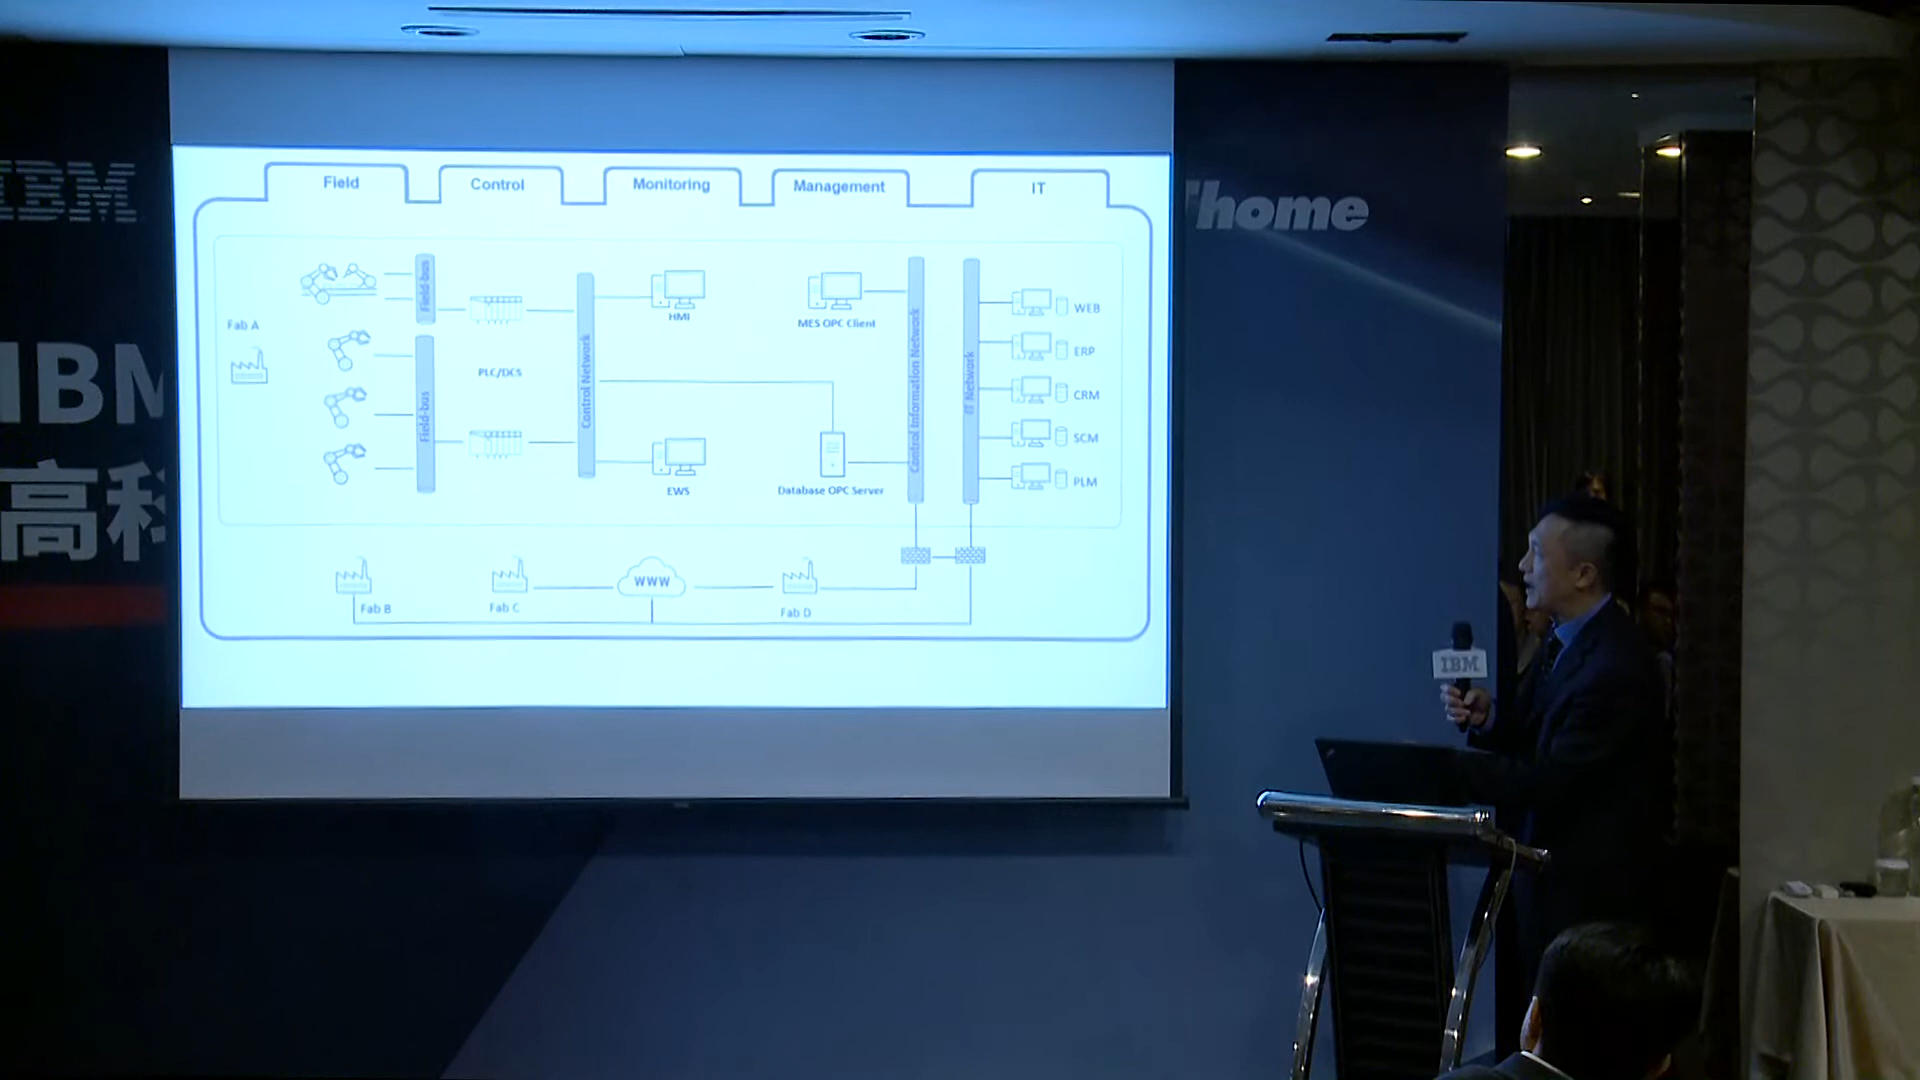 IBM
IBM
高科
Field
Control
Monitoring
Management
IT
Fab A
Field-bus
Field-bus
PLC/DCS
Control Network
HMI
EWS
MES OPC Client
Database OPC Server
Control Information Network
IT Network
WEB
ERP
CRM
SCM
PLM
Fab B
Fab C
WWW
Fab D
home
IBM